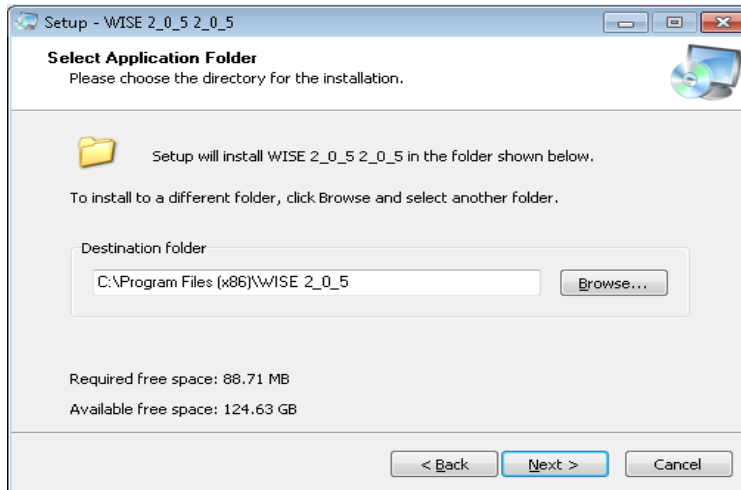 Setup - WISE 2_0_5 2_0_5
Select Application Folder
Please choose the directory for the installation.
Setup will install WISE 2_0_5 2_0_5 in the folder shown below.
To install to a different folder, click Browse and select another folder.
Destination folder
C:\Program Files (x86)\WISE 2_0_5
Browse...
Required free space: 88.71 MB
Available free space: 124.63 GB
< Back Next > Cancel